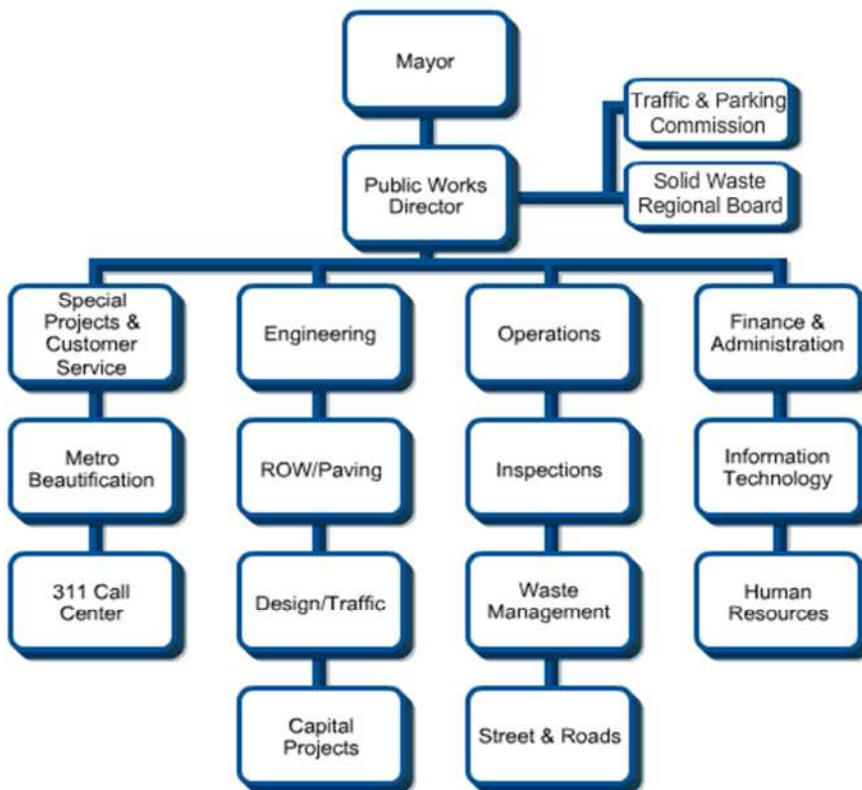 Mayor
Traffic & Parking
Commission
Public Works
Director
Solid Waste
Regional Board
Special
Projects &
Customer
Service
Engineering
Operations
Finance &
Administration
Metro
Beautification
ROW/Paving
Inspections
Information
Technology
311 Call
Center
Design/Traffic
Waste
Management
Human
Resources
Capital
Projects
Street & Roads